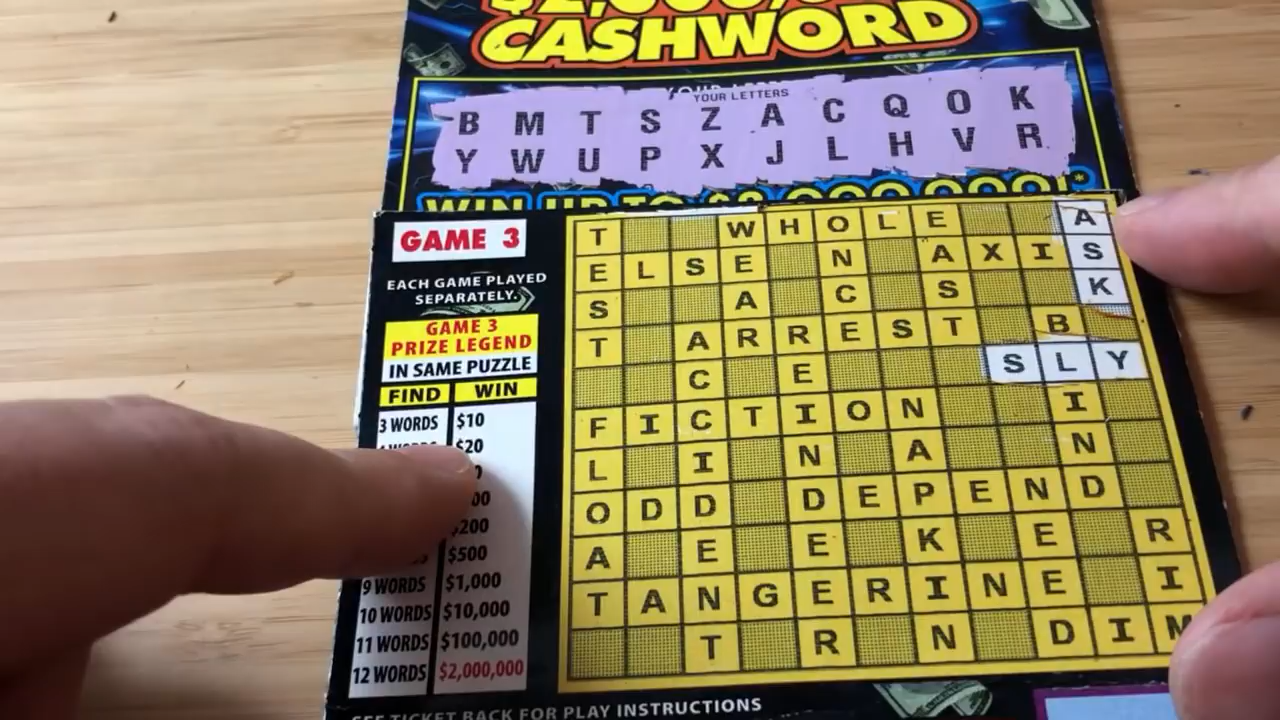 CASHWORD
YOUR LETTERS
B M T S Z A C Q O K
Y W U P X J L H V R
GAME 3
EACH GAME PLAYED
SEPARATELY.
GAME 3
PRIZE LEGEND
IN SAME PUZZLE
FIND WIN
3 WORDS $10
$20
$200
$500
9 WORDS $1,000
10 WORDS $10,000
11 WORDS $100,000
12 WORDS $2,000,000
T W H O L E A
E L S E N A X I S
S A C S K
T A R R E S T B
C E S L Y
F I C T I O N I
L I N A N
O D D D E P E N D
A E E K E R
T A N G E R I N E I
T R N D I M
SEE TICKET BACK FOR PLAY INSTRUCTIONS